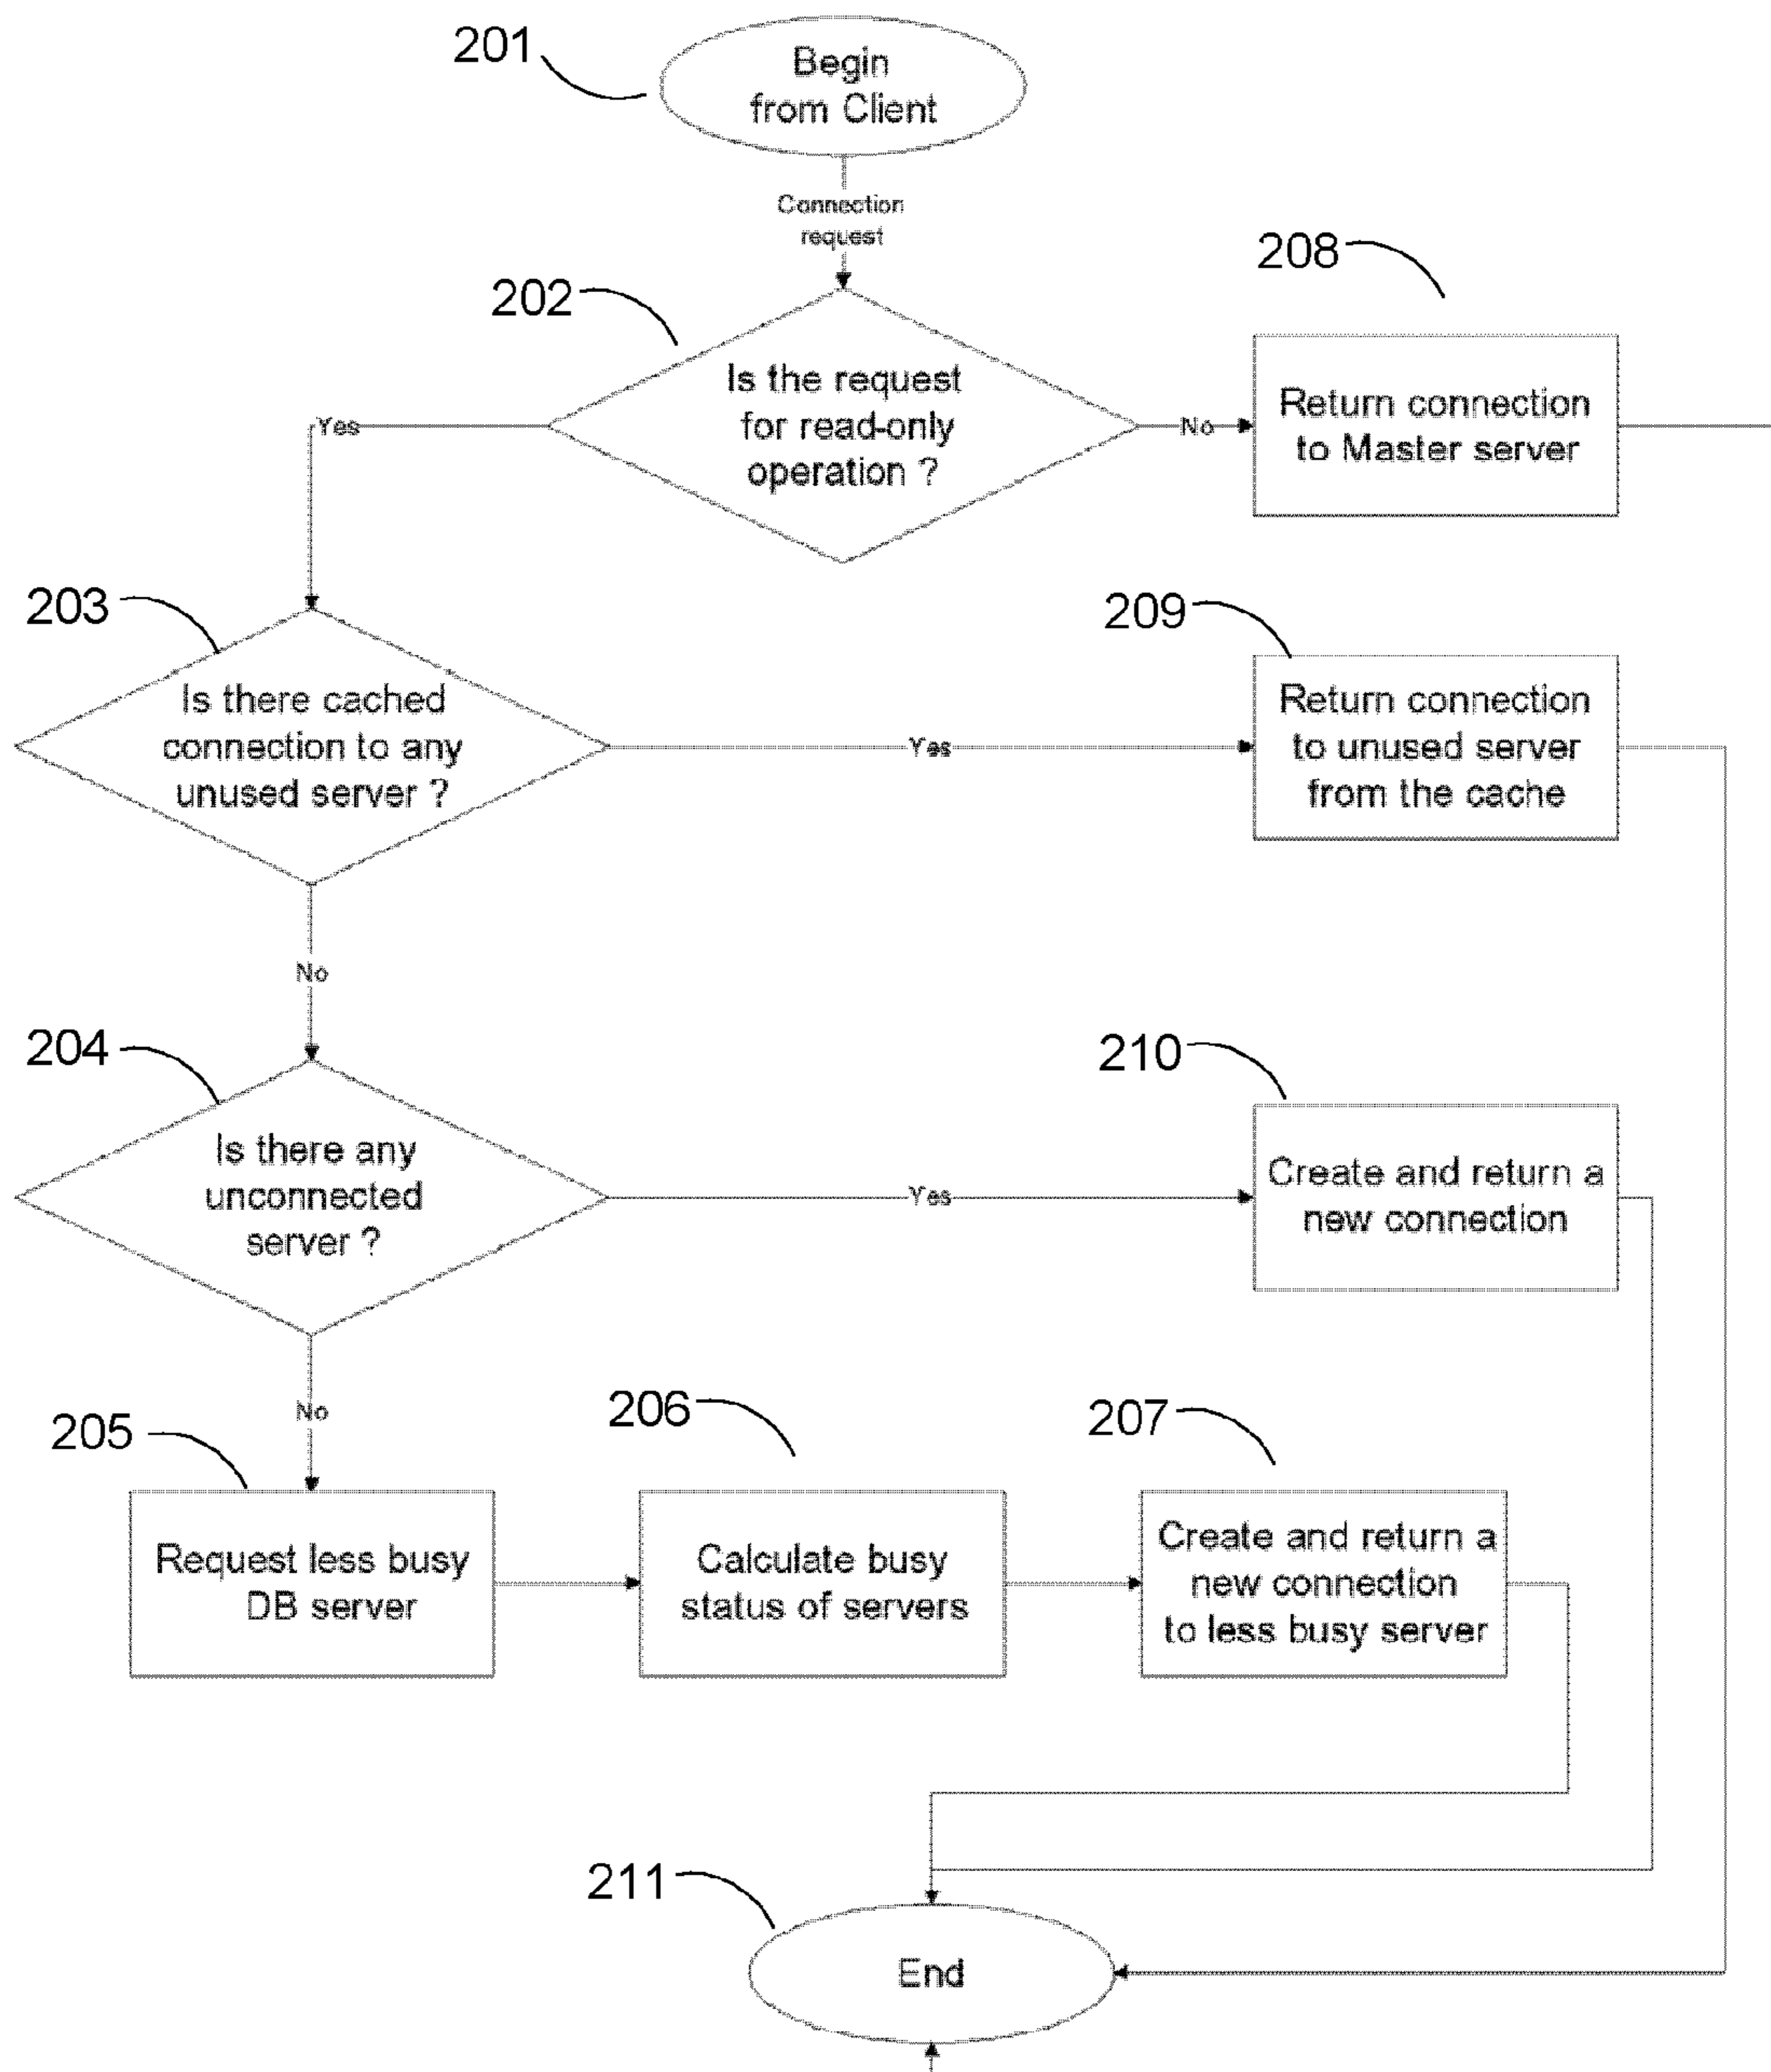 201
Begin
from Client
Connection
request
202
Is the request
for read-only
operation ?
Yes
No
208
Return connection
to Master server
203
Is there cached
connection to any
unused server ?
Yes
No
209
Return connection
to unused server
from the cache
204
Is there any
unconnected
server ?
Yes
No
210
Create and return a
new connection
205
Request less busy
DB server
206
Calculate busy
status of servers
207
Create and return a
new connection
to less busy server
211
End